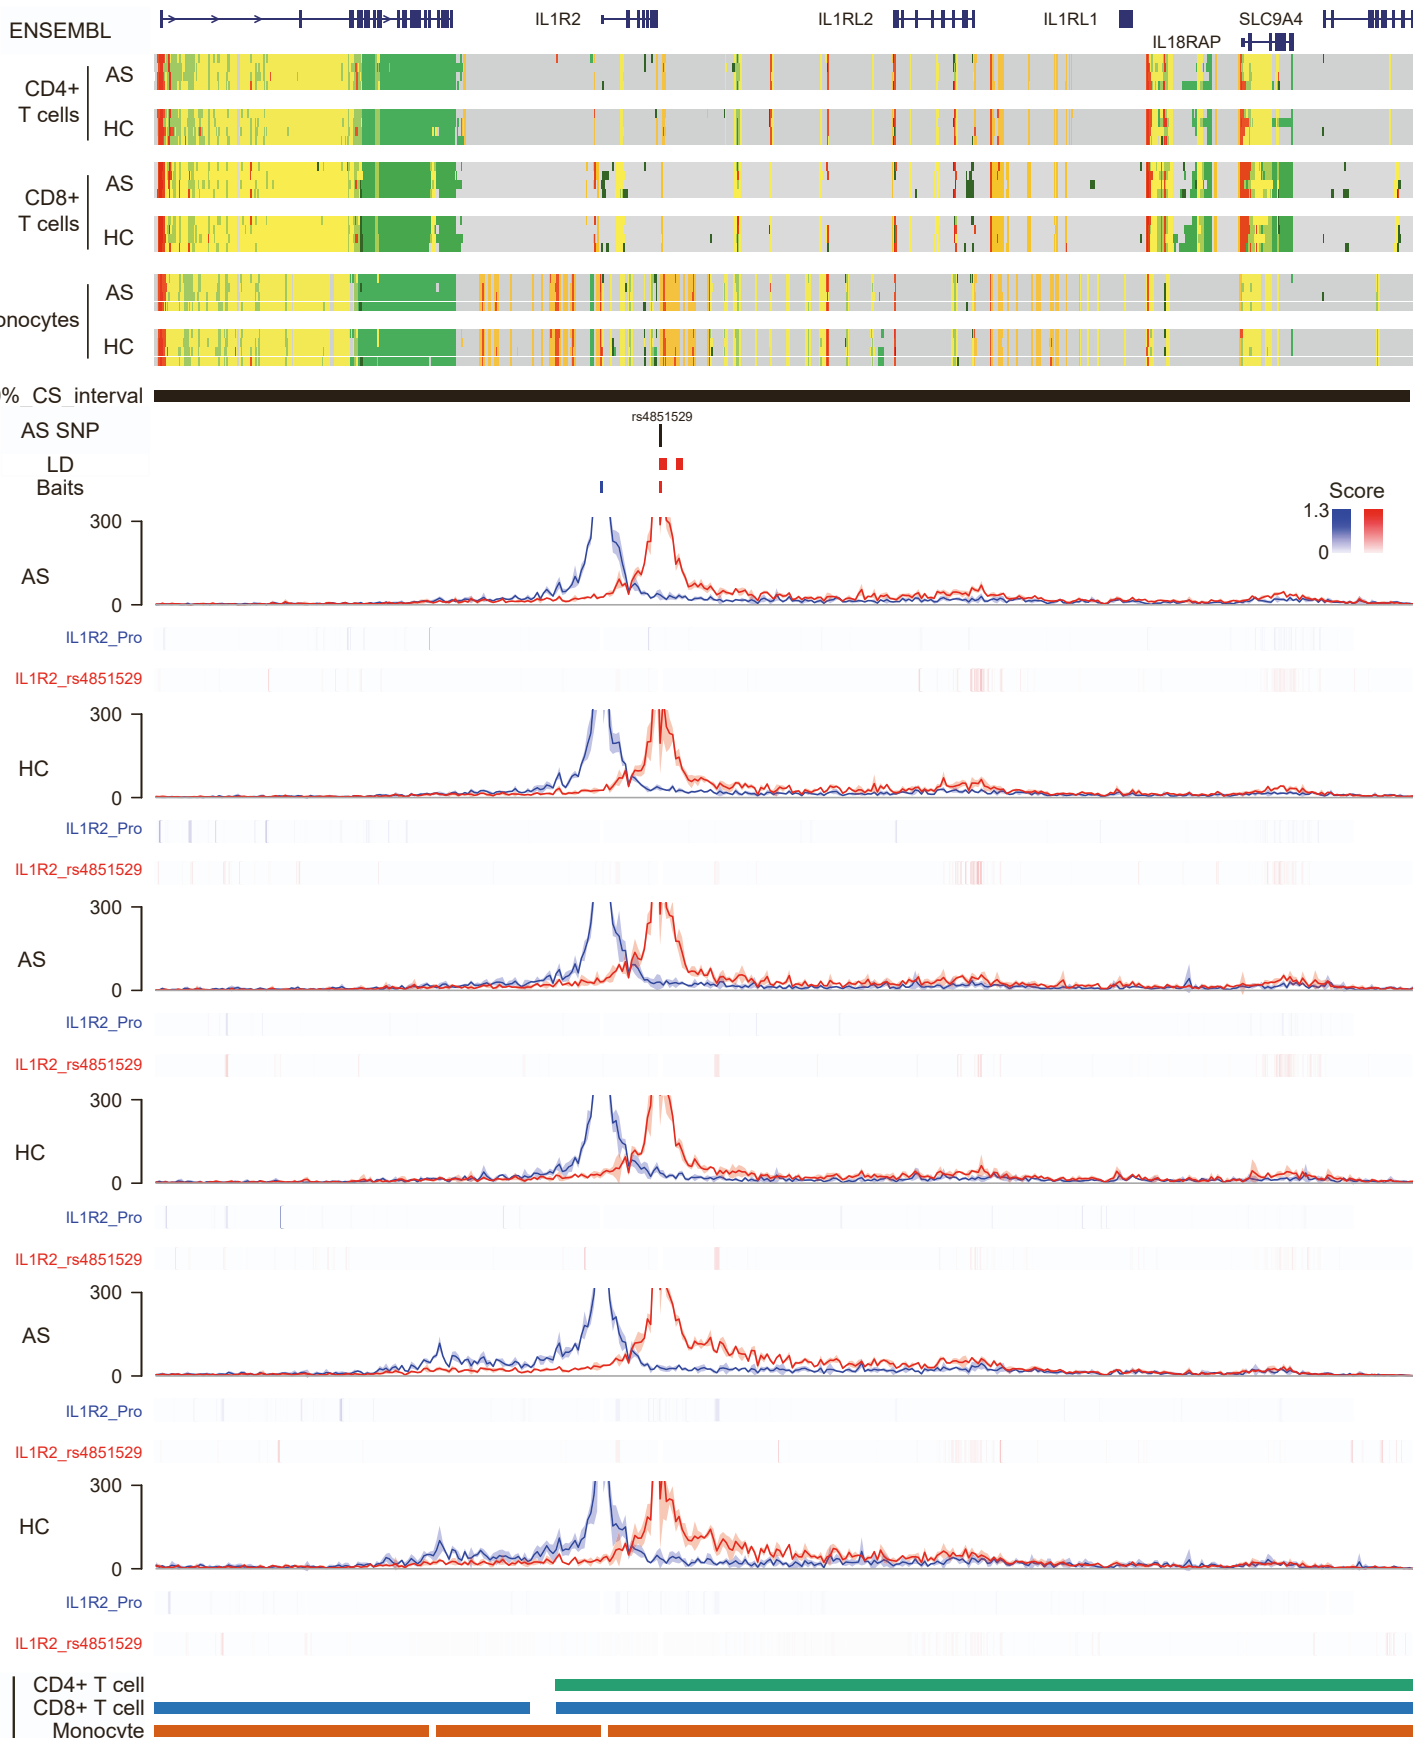 ENSEMBL
IL1R2 IL1RL2 IL1RL1 SLC9A4
IL18RAP
CD4+
T cells
AS
HC
CD8+
T cells
AS
HC
onocytes
AS
HC
%_CS_interval
AS SNP
rs4851529
LD
Baits
Score
1.3
0
300
AS
0
IL1R2_Pro
IL1R2_rs4851529
300
HC
0
IL1R2_Pro
IL1R2_rs4851529
300
AS
0
IL1R2_Pro
IL1R2_rs4851529
300
HC
0
IL1R2_Pro
IL1R2_rs4851529
300
AS
0
IL1R2_Pro
IL1R2_rs4851529
300
HC
0
IL1R2_Pro
IL1R2_rs4851529
CD4+ T cell
CD8+ T cell
Monocyte